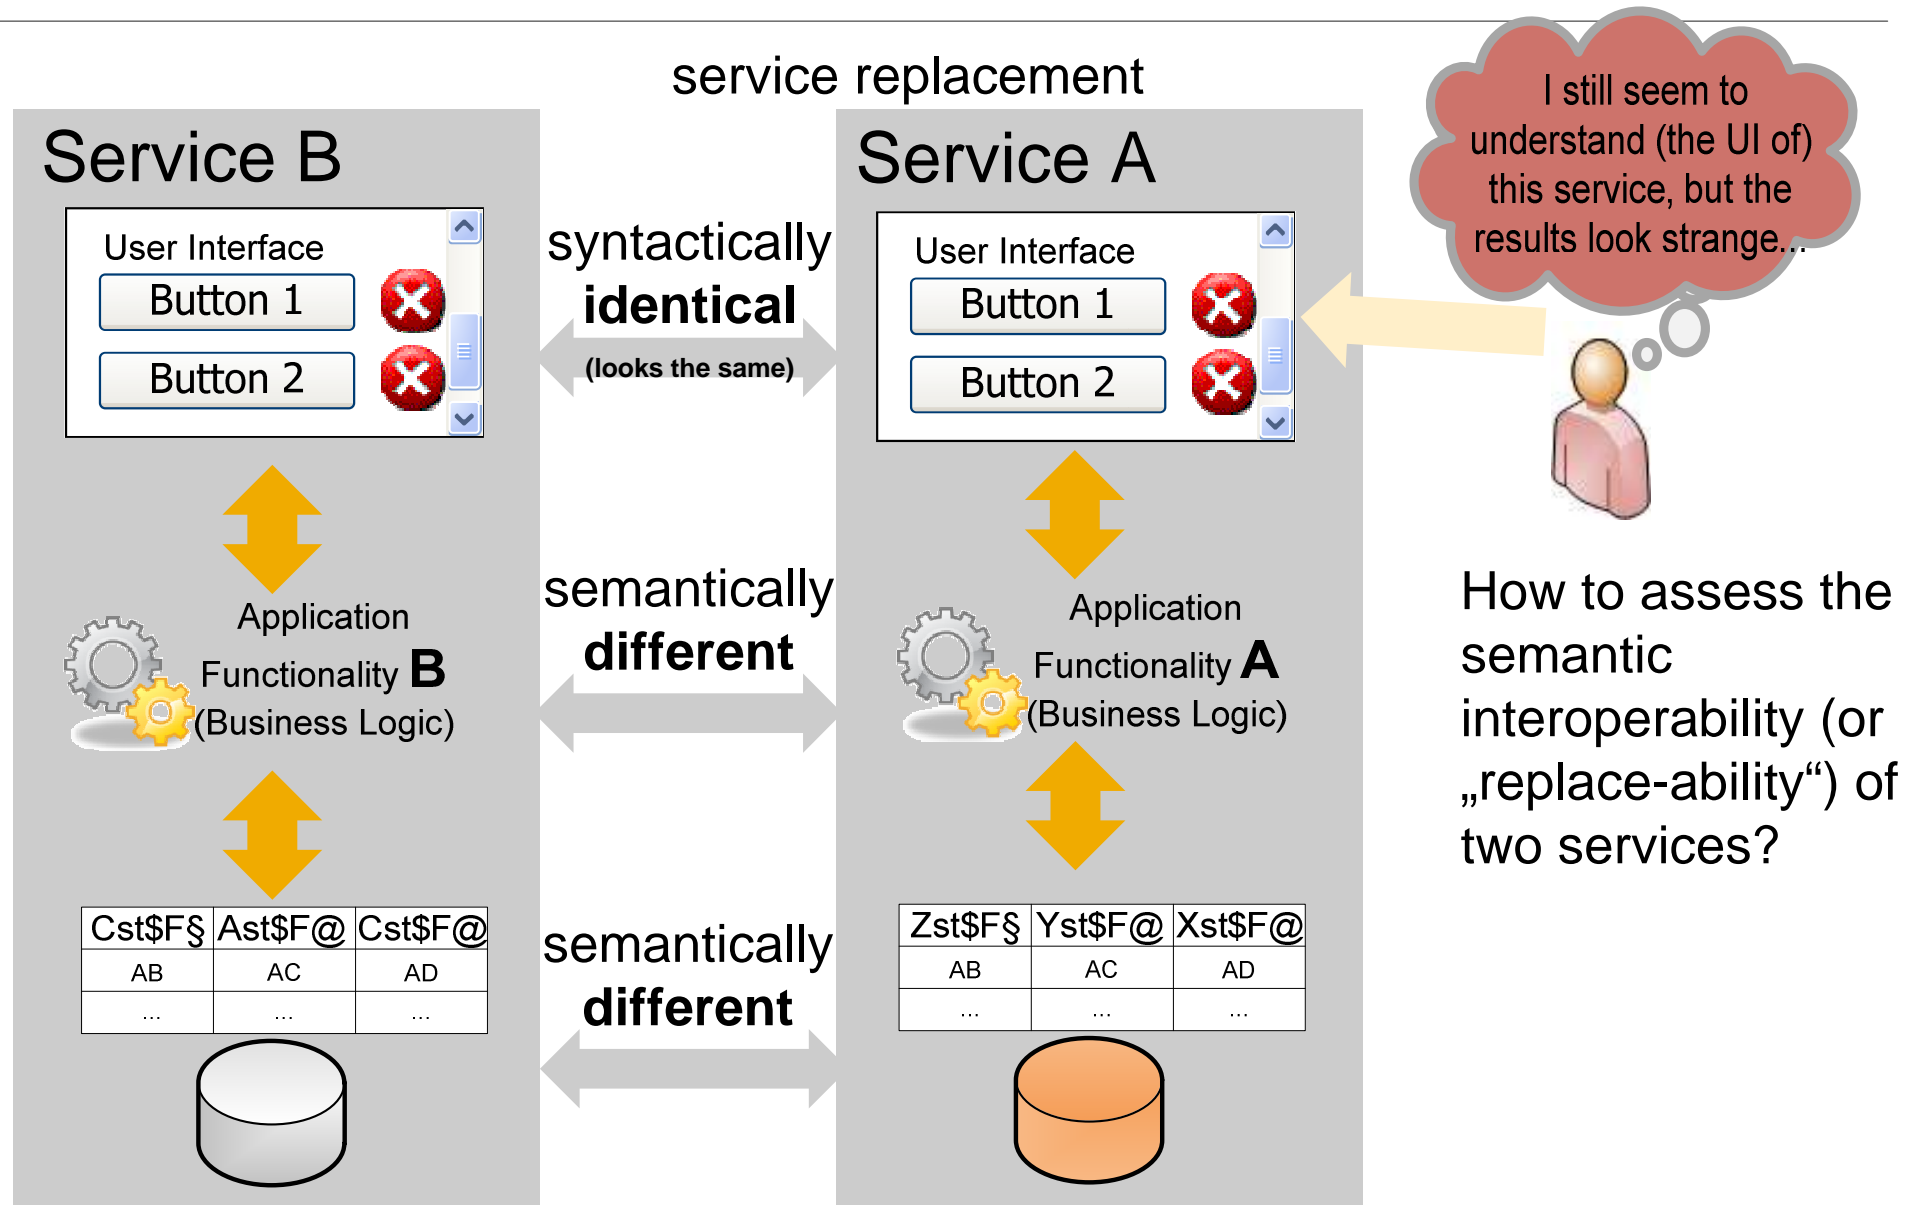 service replacement
Service B
User Interface
Button 1
Button 2
Application
Functionality B
(Business Logic)
Cst$F§ Ast$F@ Cst$F@
AB AC AD
... ... ...
syntactically
identical
(looks the same)
semantically
different
semantically
different
Service A
User Interface
Button 1
Button 2
Application
Functionality A
(Business Logic)
Zst$F§ Yst$F@ Xst$F@
AB AC AD
... ... ...
I still seem to
understand (the UI of)
this service, but the
results look strange...
How to assess the
semantic
interoperability (or
„replace-ability“) of
two services?